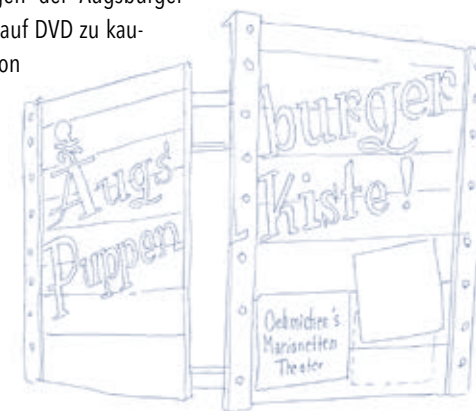 gen der Augsburger
auf DVD zu kau-
on
Augs burger
Puppen Kiste!
Oehmichen's
Marionetten
Theater